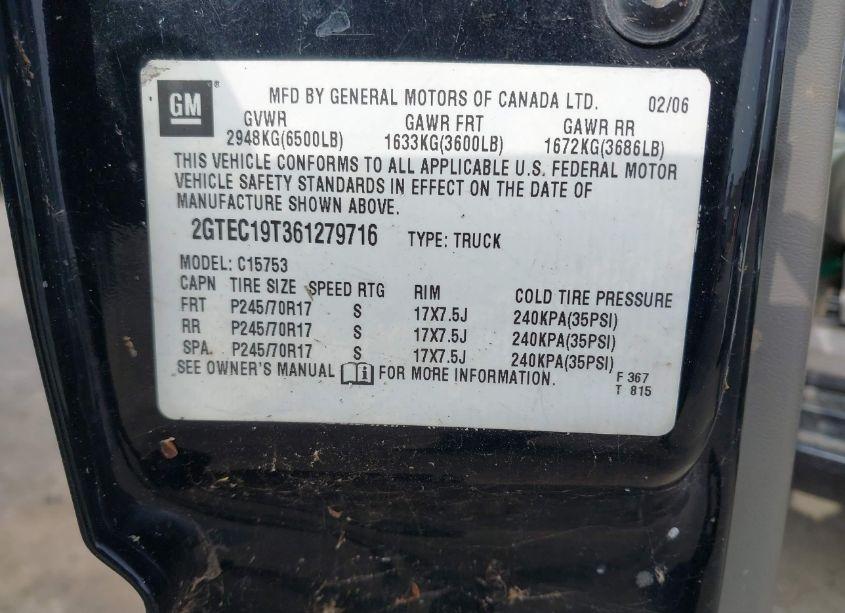 GM MFD BY GENERAL MOTORS OF CANADA LTD. 02/06
GVWR GAWR FRT GAWR RR
2948KG(6500LB) 1633KG(3600LB) 1672KG(3686LB)
THIS VEHICLE CONFORMS TO ALL APPLICABLE U.S. FEDERAL MOTOR
VEHICLE SAFETY STANDARDS IN EFFECT ON THE DATE OF
MANUFACTURE SHOWN ABOVE.
2GTEC19T361279716 TYPE: TRUCK
MODEL: C15753
CAPN TIRE SIZE SPEED RTG RIM COLD TIRE PRESSURE
FRT P245/70R17 S 17X7.5J 240KPA(35PSI)
RR P245/70R17 S 17X7.5J 240KPA(35PSI)
SPA. P245/70R17 S 17X7.5J 240KPA(35PSI)
SEE OWNER'S MANUAL FOR MORE INFORMATION. F 367
T 815